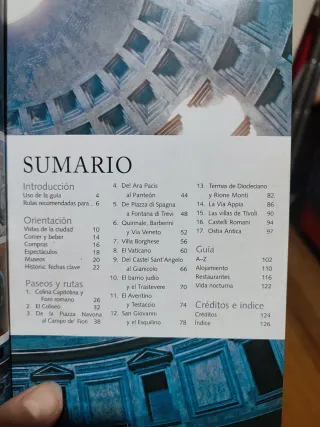 SUMARIO
Introducción
Uso de la guía 4
Rutas recomendadas para... 6
Orientación
Vistas de la ciudad 10
Comer y beber 14
Compras 16
Espectáculos 18
Museos 20
Historia: fechas clave 22
Paseos y rutas
1. Colina Capitolina y
Foro romano 26
2. El Coliseo 32
3. De la Piazza Navona
al Campo de' Fiori 38
4. Del Ara Pacis
al Panteón 44
5. De Piazza di Spagna
a Fontana di Trevi 48
6. Quirinale, Barberini
y Via Veneto 52
7. Villa Borghese 56
8. El Vaticano 60
9. Del Castel Sant'Angelo
al Gianicolo 66
10. El barrio judío
y el Trastevere 70
11. El Aventino
y Testaccio 74
12. San Giovanni
y el Esquilino 78
13. Termas de Diocleciano
y Rione Monti 82
14. La Via Appia 86
15. Las villas de Tívoli 90
16. Castelli Romani 94
17. Ostia Antica 96
Guía
A–Z 102
Alojamiento 110
Restaurantes 116
Vida nocturna 122
Créditos e índice
Créditos 124
Índice 126